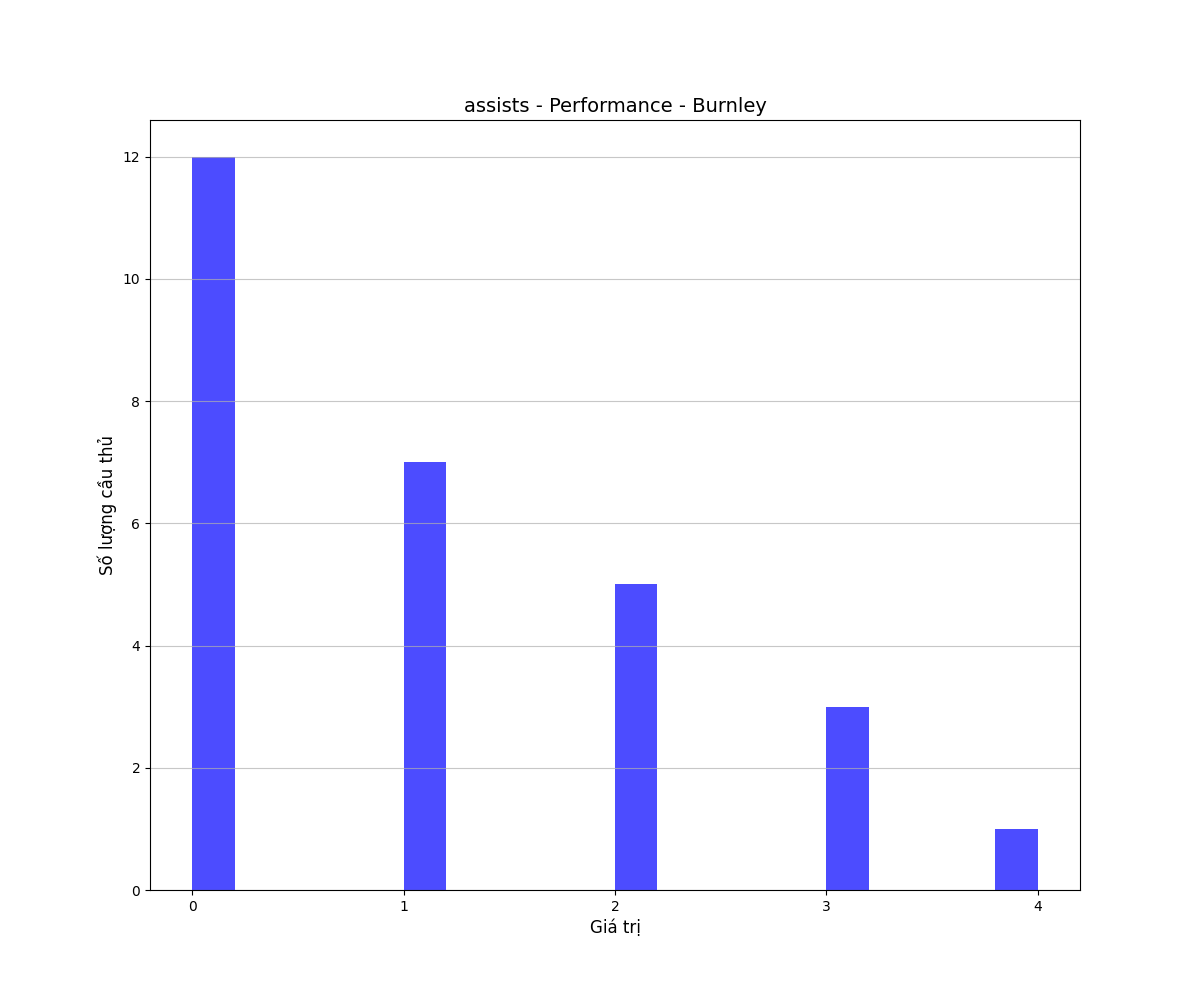 assists - Performance - Burnley
12
10
8
6
4
2
0
Số lượng cầu thủ
0 1 2 3 4
Giá trị